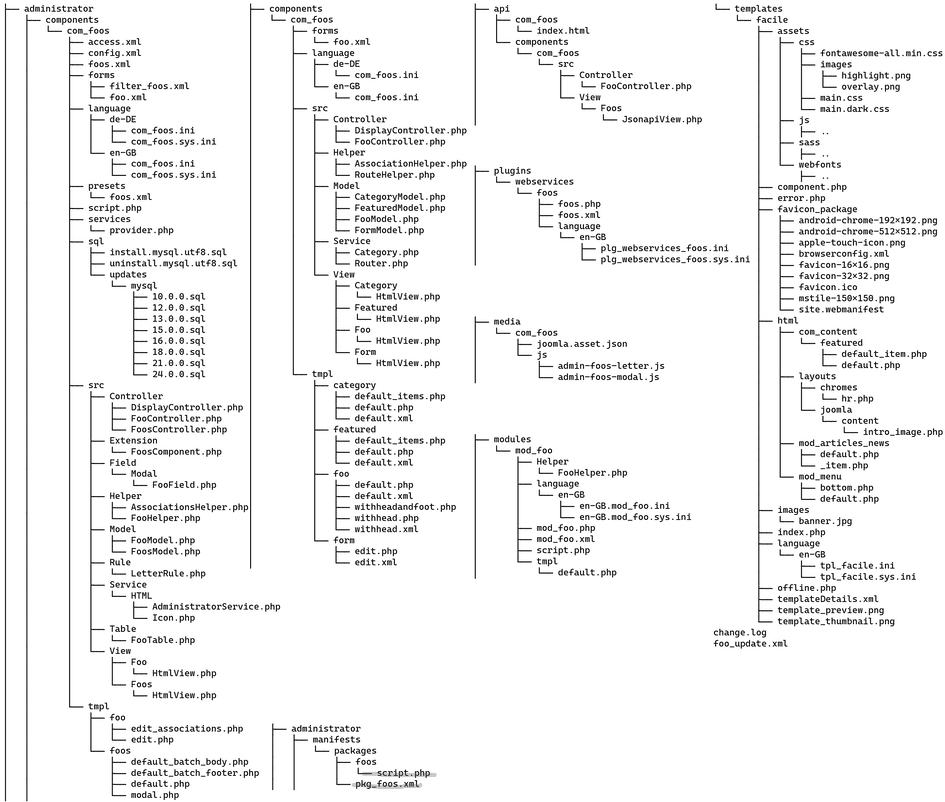 administrator
components
com_foos
access.xml
config.xml
foos.xml
forms
filter_foos.xml
foo.xml
language
de-DE
com_foos.ini
com_foos.sys.ini
en-GB
com_foos.ini
com_foos.sys.ini
presets
foos.xml
script.php
services
provider.php
sql
install.mysql.utf8.sql
uninstall.mysql.utf8.sql
updates
mysql
10.0.0.sql
12.0.0.sql
13.0.0.sql
15.0.0.sql
16.0.0.sql
18.0.0.sql
21.0.0.sql
24.0.0.sql
src
Controller
DisplayController.php
FooController.php
FoosController.php
Extension
FoosComponent.php
Field
Modal
FooField.php
Helper
AssociationsHelper.php
FooHelper.php
Model
FooModel.php
FoosModel.php
Rule
LetterRule.php
Service
HTML
AdministratorService.php
Icon.php
Table
FooTable.php
View
Foo
HtmlView.php
Foos
HtmlView.php
tmpl
foo
edit_associations.php
edit.php
foos
default_batch_body.php
default_batch_footer.php
default.php
modal.php
components
com_foos
forms
foo.xml
language
de-DE
com_foos.ini
en-GB
com_foos.ini
src
Controller
DisplayController.php
FooController.php
Helper
AssociationHelper.php
RouteHelper.php
Model
CategoryModel.php
FeaturedModel.php
FooModel.php
FormModel.php
Service
Category.php
Router.php
View
Category
HtmlView.php
Featured
HtmlView.php
Foo
HtmlView.php
Form
HtmlView.php
tmpl
category
default_items.php
default.php
default.xml
featured
default_items.php
default.php
default.xml
foo
default.php
default.xml
withheadandfoot.php
withhead.php
withhead.xml
form
edit.php
edit.xml
administrator
manifests
packages
foos
script.php
pkg_foos.xml
api
com_foos
index.html
components
com_foos
src
Controller
FooController.php
View
Foos
JsonapiView.php
plugins
webservices
foos
foos.php
foos.xml
language
en-GB
plg_webservices_foos.ini
plg_webservices_foos.sys.ini
media
com_foos
joomla.asset.json
js
admin-foos-letter.js
admin-foos-modal.js
modules
mod_foo
Helper
FooHelper.php
language
en-GB
en-GB.mod_foo.ini
en-GB.mod_foo.sys.ini
mod_foo.php
mod_foo.xml
script.php
tmpl
default.php
templates
facile
assets
css
fontawesome-all.min.css
images
highlight.png
overlay.png
main.css
main.dark.css
js
..
sass
..
webfonts
..
component.php
error.php
favicon_package
android-chrome-192×192.png
android-chrome-512×512.png
apple-touch-icon.png
browserconfig.xml
favicon-16×16.png
favicon-32×32.png
favicon.ico
mstile-150×150.png
site.webmanifest
html
com_content
featured
default_item.php
default.php
layouts
chromes
hr.php
joomla
content
intro_image.php
mod_articles_news
default.php
_item.php
mod_menu
bottom.php
default.php
images
banner.jpg
index.php
language
en-GB
tpl_facile.ini
tpl_facile.sys.ini
offline.php
templateDetails.xml
template_preview.png
template_thumbnail.png
change.log
foo_update.xml